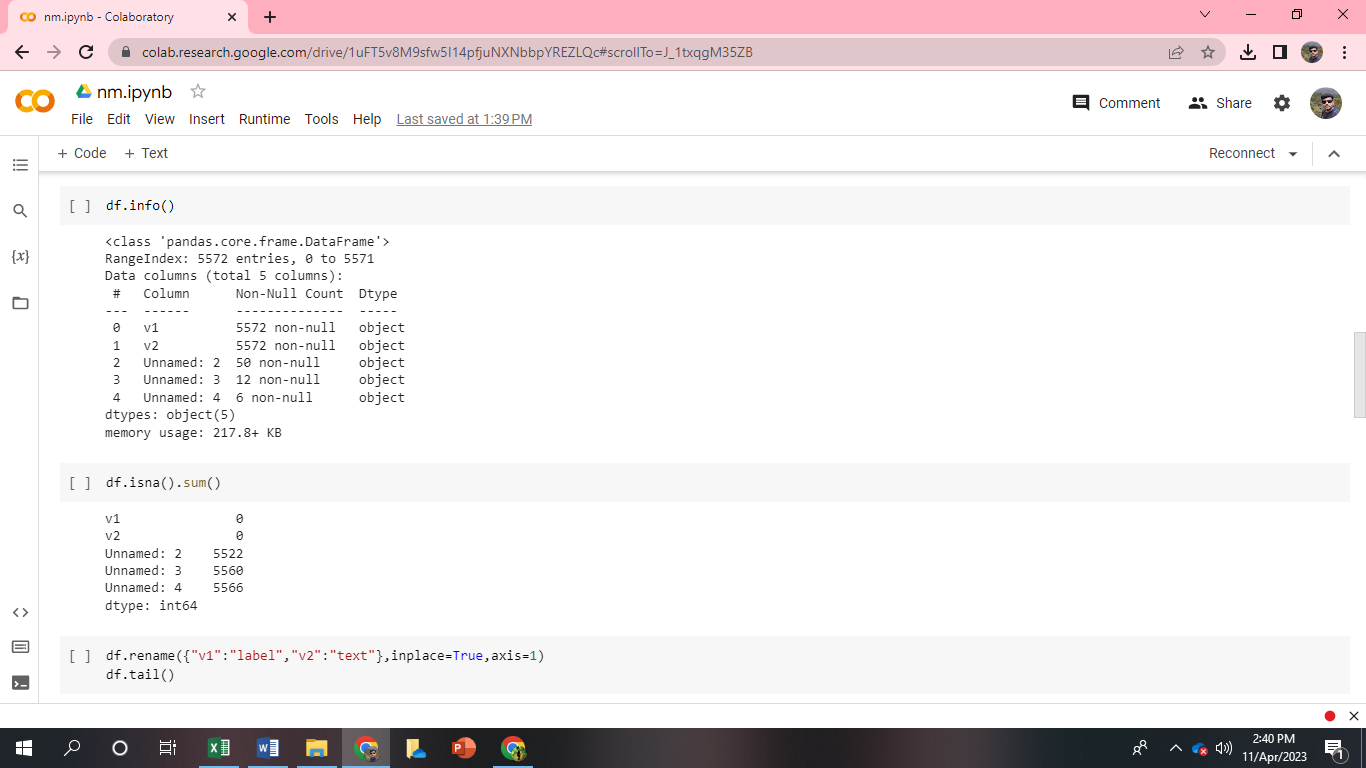 nm.ipynb - Colaboratory
colab.research.google.com/drive/1uFT5v8M9sfw5I14pfjuNXNbbpYREZLQc#scrollTo=J_1txqgM35ZB
nm.ipynb
Comment Share
File Edit View Insert Runtime Tools Help Last saved at 1:39 PM
+ Code + Text Reconnect
[ ] df.info()
<class 'pandas.core.frame.DataFrame'>
RangeIndex: 5572 entries, 0 to 5571
Data columns (total 5 columns):
 #   Column      Non-Null Count  Dtype
---  ------      --------------  -----
 0   v1          5572 non-null   object
 1   v2          5572 non-null   object
 2   Unnamed: 2  50 non-null     object
 3   Unnamed: 3  12 non-null     object
 4   Unnamed: 4  6 non-null      object
dtypes: object(5)
memory usage: 217.8+ KB
[ ] df.isna().sum()
v1               0
v2               0
Unnamed: 2    5522
Unnamed: 3    5560
Unnamed: 4    5566
dtype: int64
[ ] df.rename({"v1":"label","v2":"text"},inplace=True,axis=1)
df.tail()
2:40 PM
11/Apr/2023
1